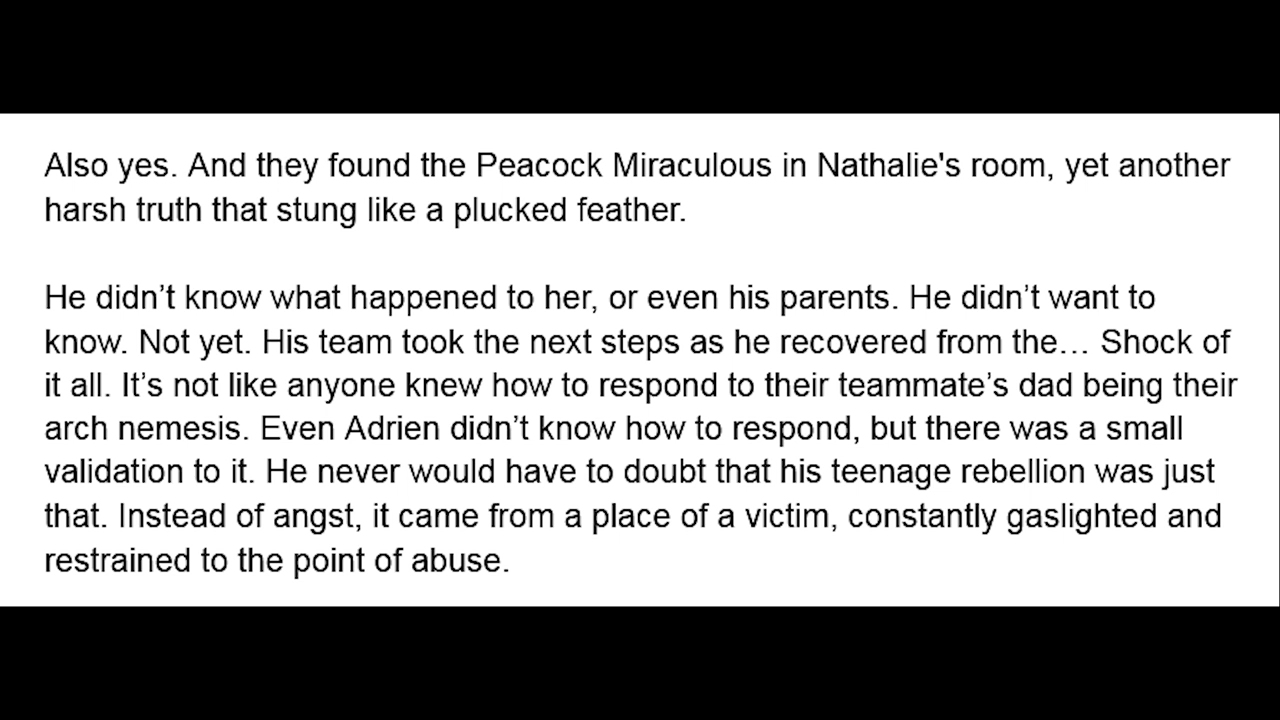 Also yes. And they found the Peacock Miraculous in Nathalie's room, yet another
harsh truth that stung like a plucked feather.
He didn’t know what happened to her, or even his parents. He didn’t want to
know. Not yet. His team took the next steps as he recovered from the… Shock of
it all. It’s not like anyone knew how to respond to their teammate’s dad being their
arch nemesis. Even Adrien didn’t know how to respond, but there was a small
validation to it. He never would have to doubt that his teenage rebellion was just
that. Instead of angst, it came from a place of a victim, constantly gaslighted and
restrained to the point of abuse.